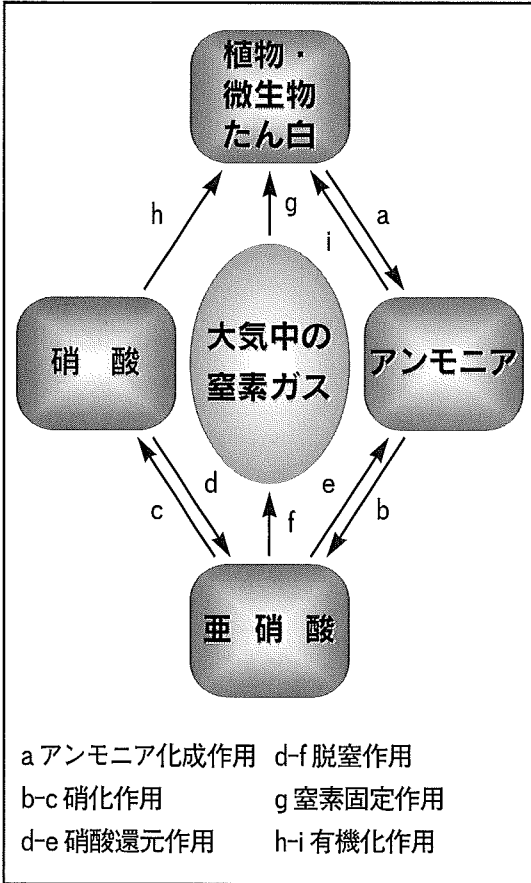 植物・
微生物
たん白
h
g
a
i
硝 酸
大気中の
窒素ガス
アンモニア
d
e
c
f
b
亜 硝 酸
a アンモニア化成作用 d-f 脱窒作用
b-c 硝化作用 g 窒素固定作用
d-e 硝酸還元作用 h-i 有機化作用